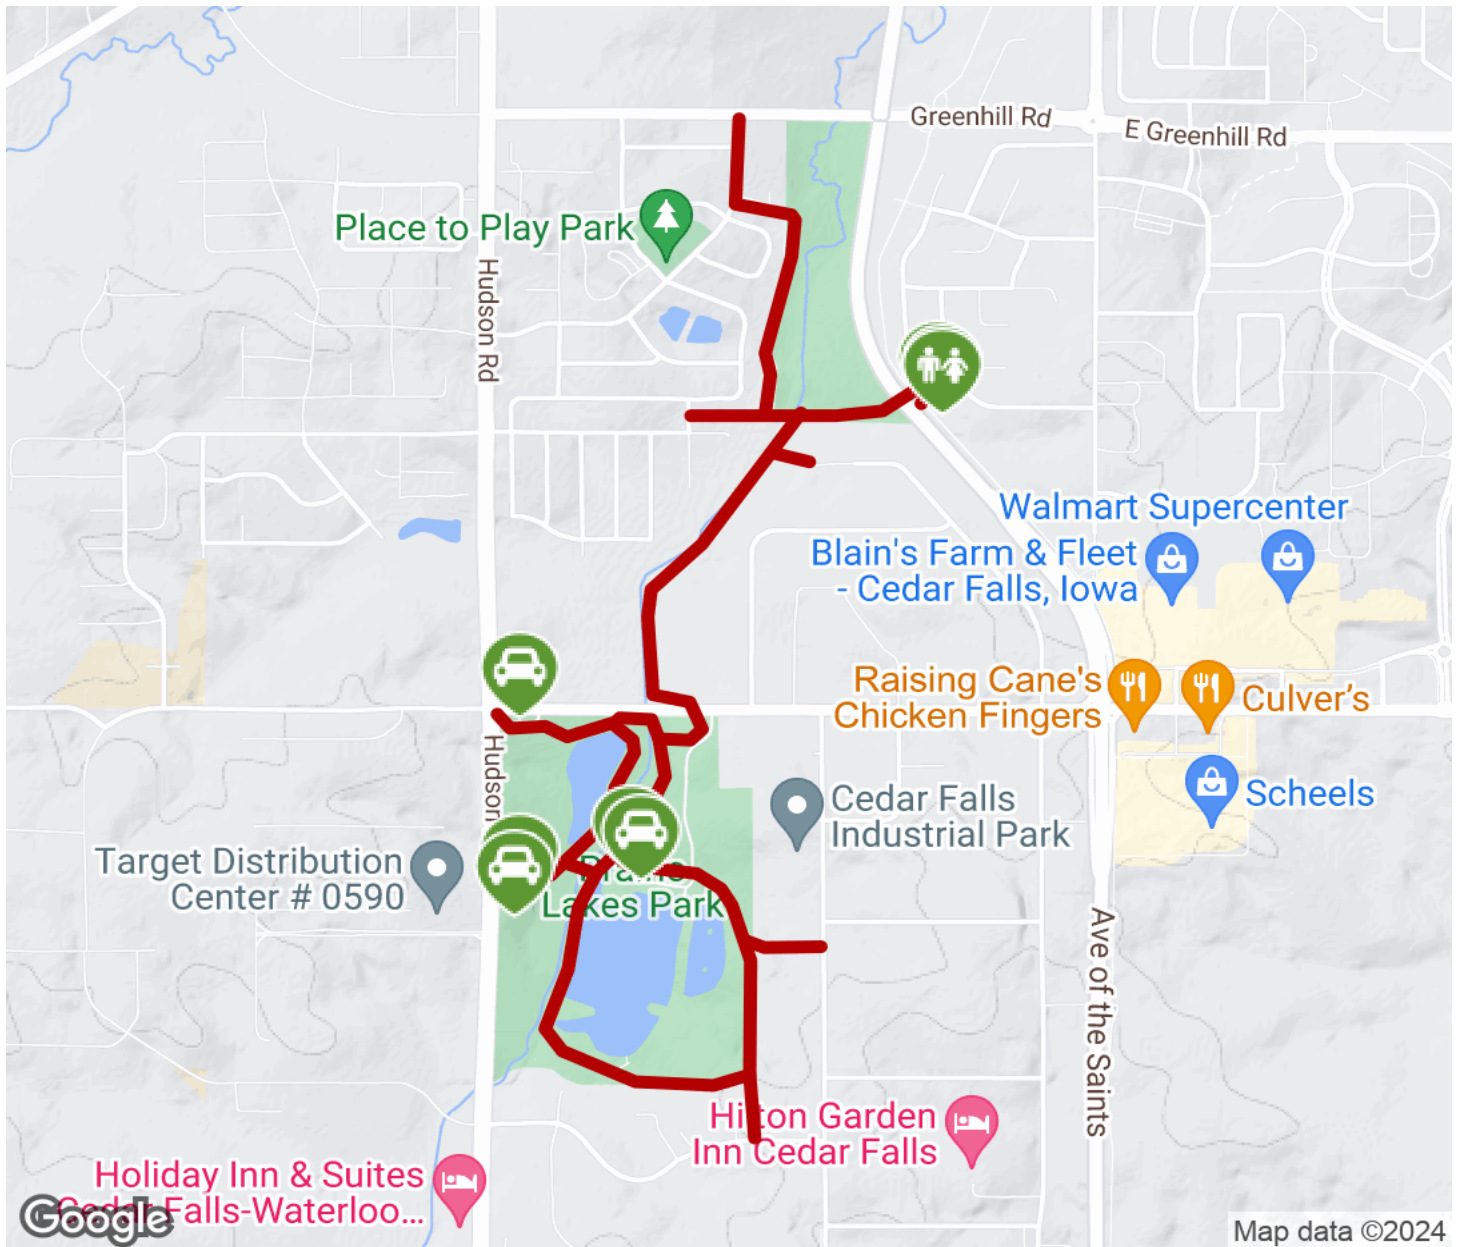 Greenhill Rd
E Greenhill Rd
Place to Play Park
Hudson Rd
Walmart Supercenter
Blain's Farm & Fleet
- Cedar Falls, Iowa
Raising Cane's
Chicken Fingers
Culver's
Hudson
Scheels
Cedar Falls
Industrial Park
Target Distribution
Center # 0590
Lakes Park
Ave of the Saints
Hilton Garden
Inn Cedar Falls
Holiday Inn & Suites
Cedar Falls-Waterloo...
Google
Map data ©2024